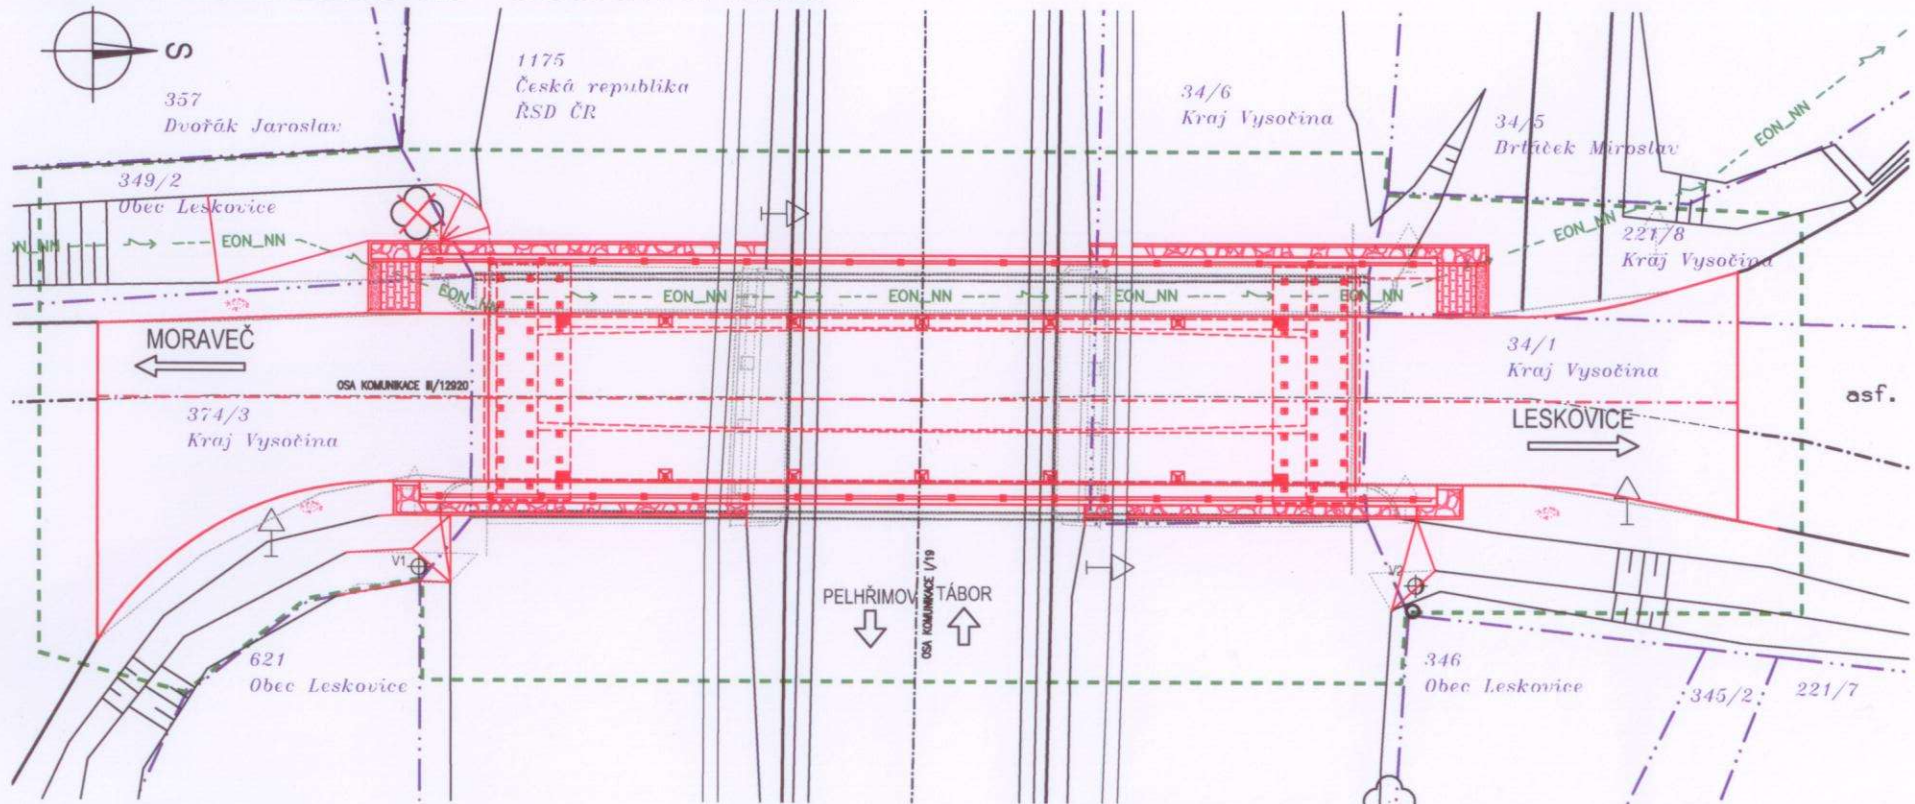 S
357
Dvořák Jaroslav
1175
Česká republika
ŘSD ČR
34/6
Kraj Vysočina
34/5
Brtáček Miroslav
EON_NN
349/2
Obec Leskovice
EON_NN
EON_NN
EON_NN
221/8
Kraj Vysočina
EON_NN
EON_NN
EON_NN
EON_NN
EON_NN
MORAVEČ
OSA KOMUNIKACE III/12920
374/3
Kraj Vysočina
34/1
Kraj Vysočina
asf.
LESKOVICE
V1
V2
PELHŘIMOV
TÁBOR
OSA KOMUNIKACE I/19
621
Obec Leskovice
346
Obec Leskovice
345/2
221/7